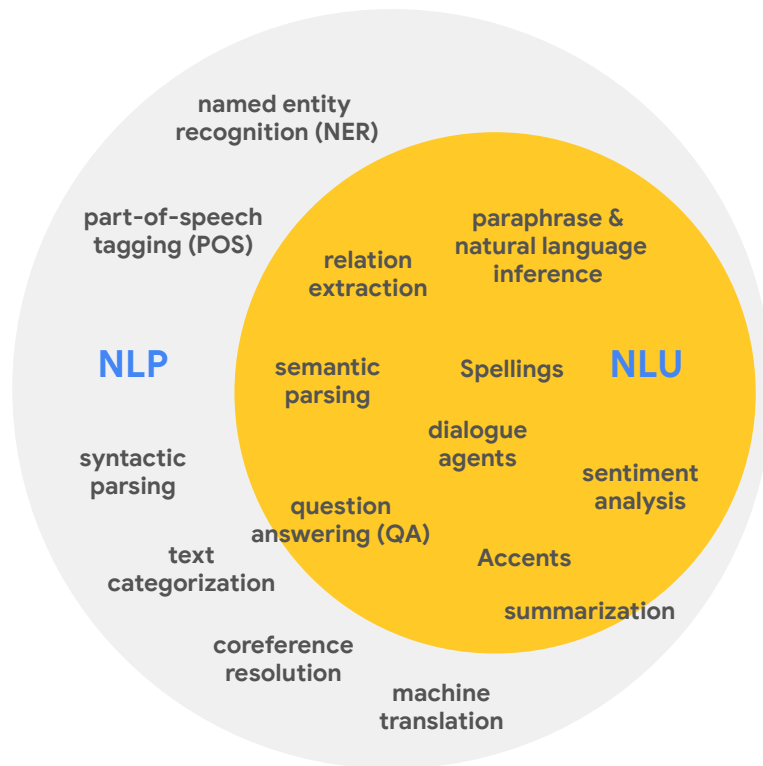 named entity
recognition (NER)
part-of-speech
tagging (POS)
paraphrase &
natural language
inference
relation
extraction
NLP
semantic
parsing
Spellings
NLU
dialogue
agents
syntactic
parsing
sentiment
analysis
question
answering (QA)
text
categorization
Accents
summarization
coreference
resolution
machine
translation